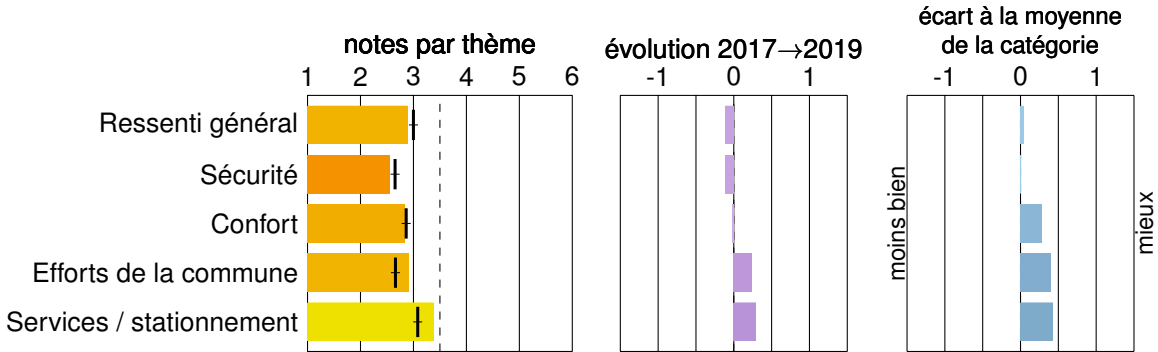 notes par thème
1 2 3 4 5 6
évolution 2017→2019
-1 0 1
écart à la moyenne
de la catégorie
-1 0 1
Ressenti général
Sécurité
Confort
Efforts de la commune
Services / stationnement
moins bien
mieux